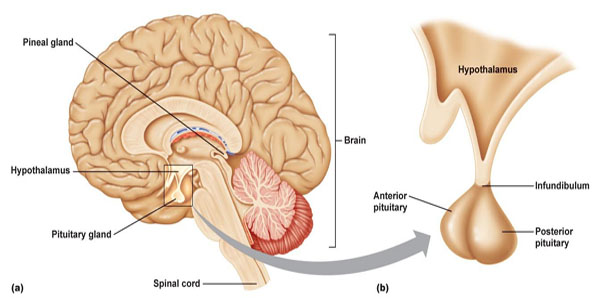 Pineal gland
Brain
Hypothalamus
Pituitary gland
Spinal cord
(a)
Hypothalamus
Infundibulum
Anterior
pituitary
Posterior
pituitary
(b)